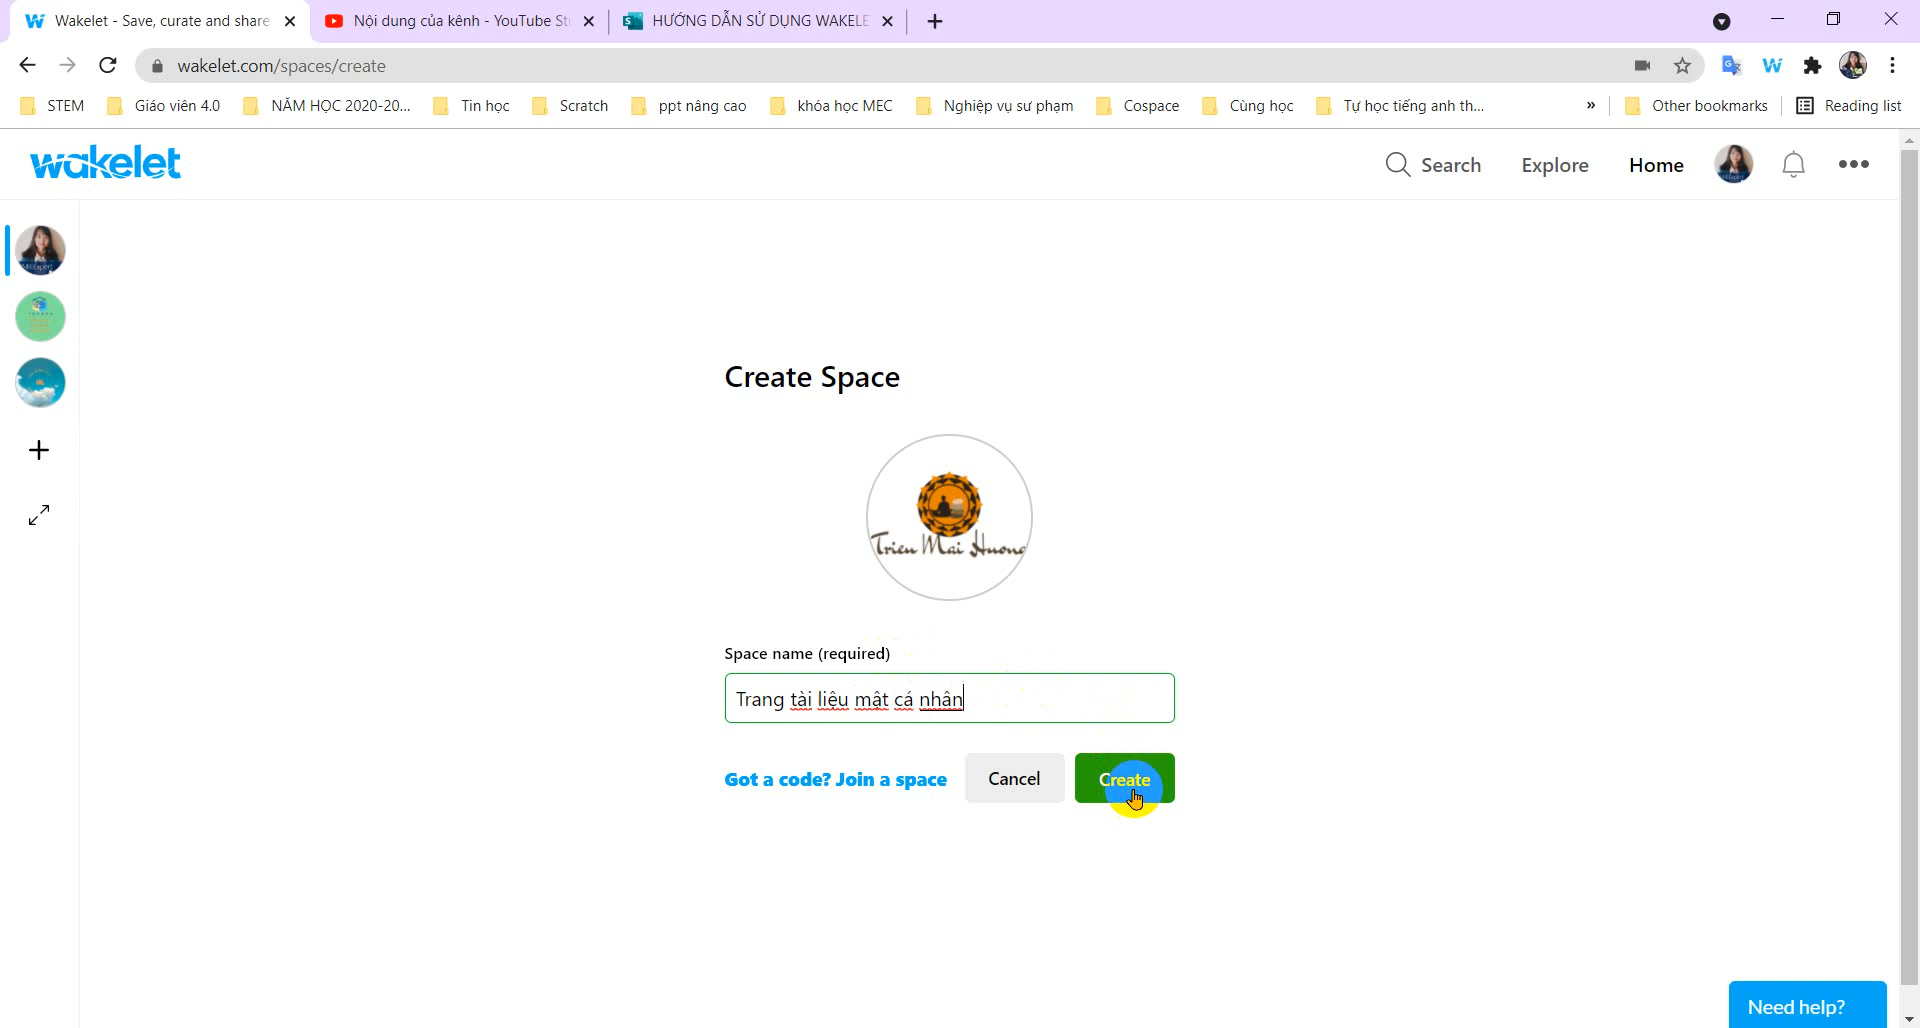 Wakelet - Save, curate and share
Nội dung của kênh - YouTube St
HƯỚNG DẪN SỬ DỤNG WAKELE
wakelet.com/spaces/create
STEM
Giáo viên 4.0
NĂM HỌC 2020-20...
Tin học
Scratch
ppt nâng cao
khóa học MEC
Nghiệp vụ sư phạm
Cospace
Cùng học
Tự học tiếng anh th...
»
Other bookmarks
Reading list
wakelet
Search
Explore
Home
Create Space
Trieu Mai Huong
Space name (required)
Trang tài liệu mật cá nhân
Got a code? Join a space
Cancel
Create
Need help?